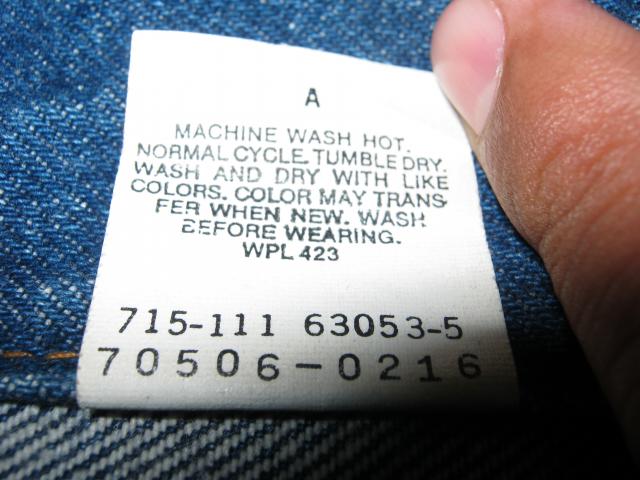 A
MACHINE WASH HOT.
NORMAL CYCLE. TUMBLE DRY.
WASH AND DRY WITH LIKE
COLORS. COLOR MAY TRANS-
FER WHEN NEW. WASH
BEFORE WEARING.
WPL 423
715-111 63053-5
70506-0216